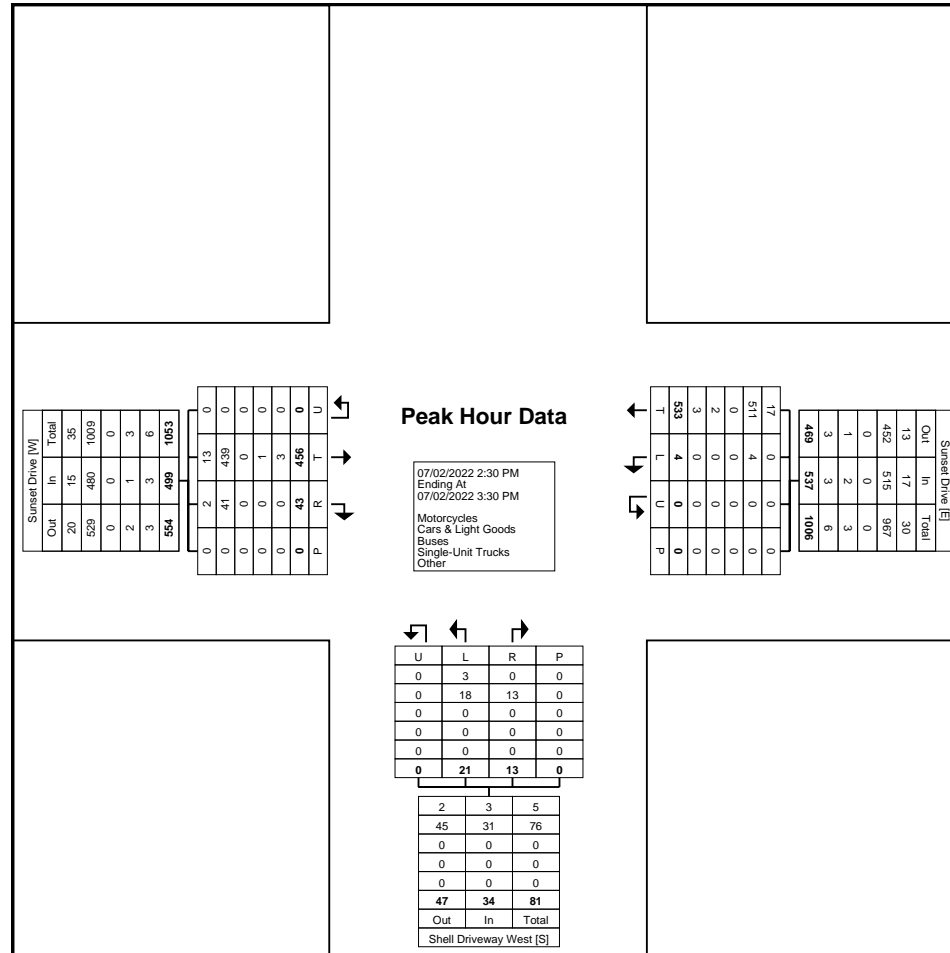 Peak Hour Data
07/02/2022 2:30 PM
Ending At
07/02/2022 3:30 PM
Motorcycles
Cars & Light Goods
Buses
Single-Unit Trucks
Other
Sunset Drive [W]
Out In Total
20 15 35
529 480 1009
0 0 0
2 1 3
3 3 6
554 499 1053
0 13 2 0
0 439 41 0
0 0 0 0
0 1 0 0
0 3 0 0
0 456 43 0
U T R P
Sunset Drive [E]
Out In Total
13 17 30
452 515 967
0 0 0
1 2 3
3 3 6
469 537 1006
17 0 0 0
511 4 0 0
0 0 0 0
2 0 0 0
3 0 0 0
533 4 0 0
T L U P
U L R P
0 3 0 0
0 18 13 0
0 0 0 0
0 0 0 0
0 0 0 0
0 21 13 0
2 3 5
45 31 76
0 0 0
0 0 0
0 0 0
47 34 81
Out In Total
Shell Driveway West [S]